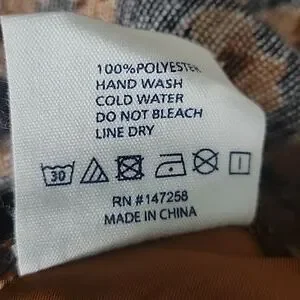 100%POLYESTER
HAND WASH
COLD WATER
DO NOT BLEACH
LINE DRY
30
RN #147258
MADE IN CHINA